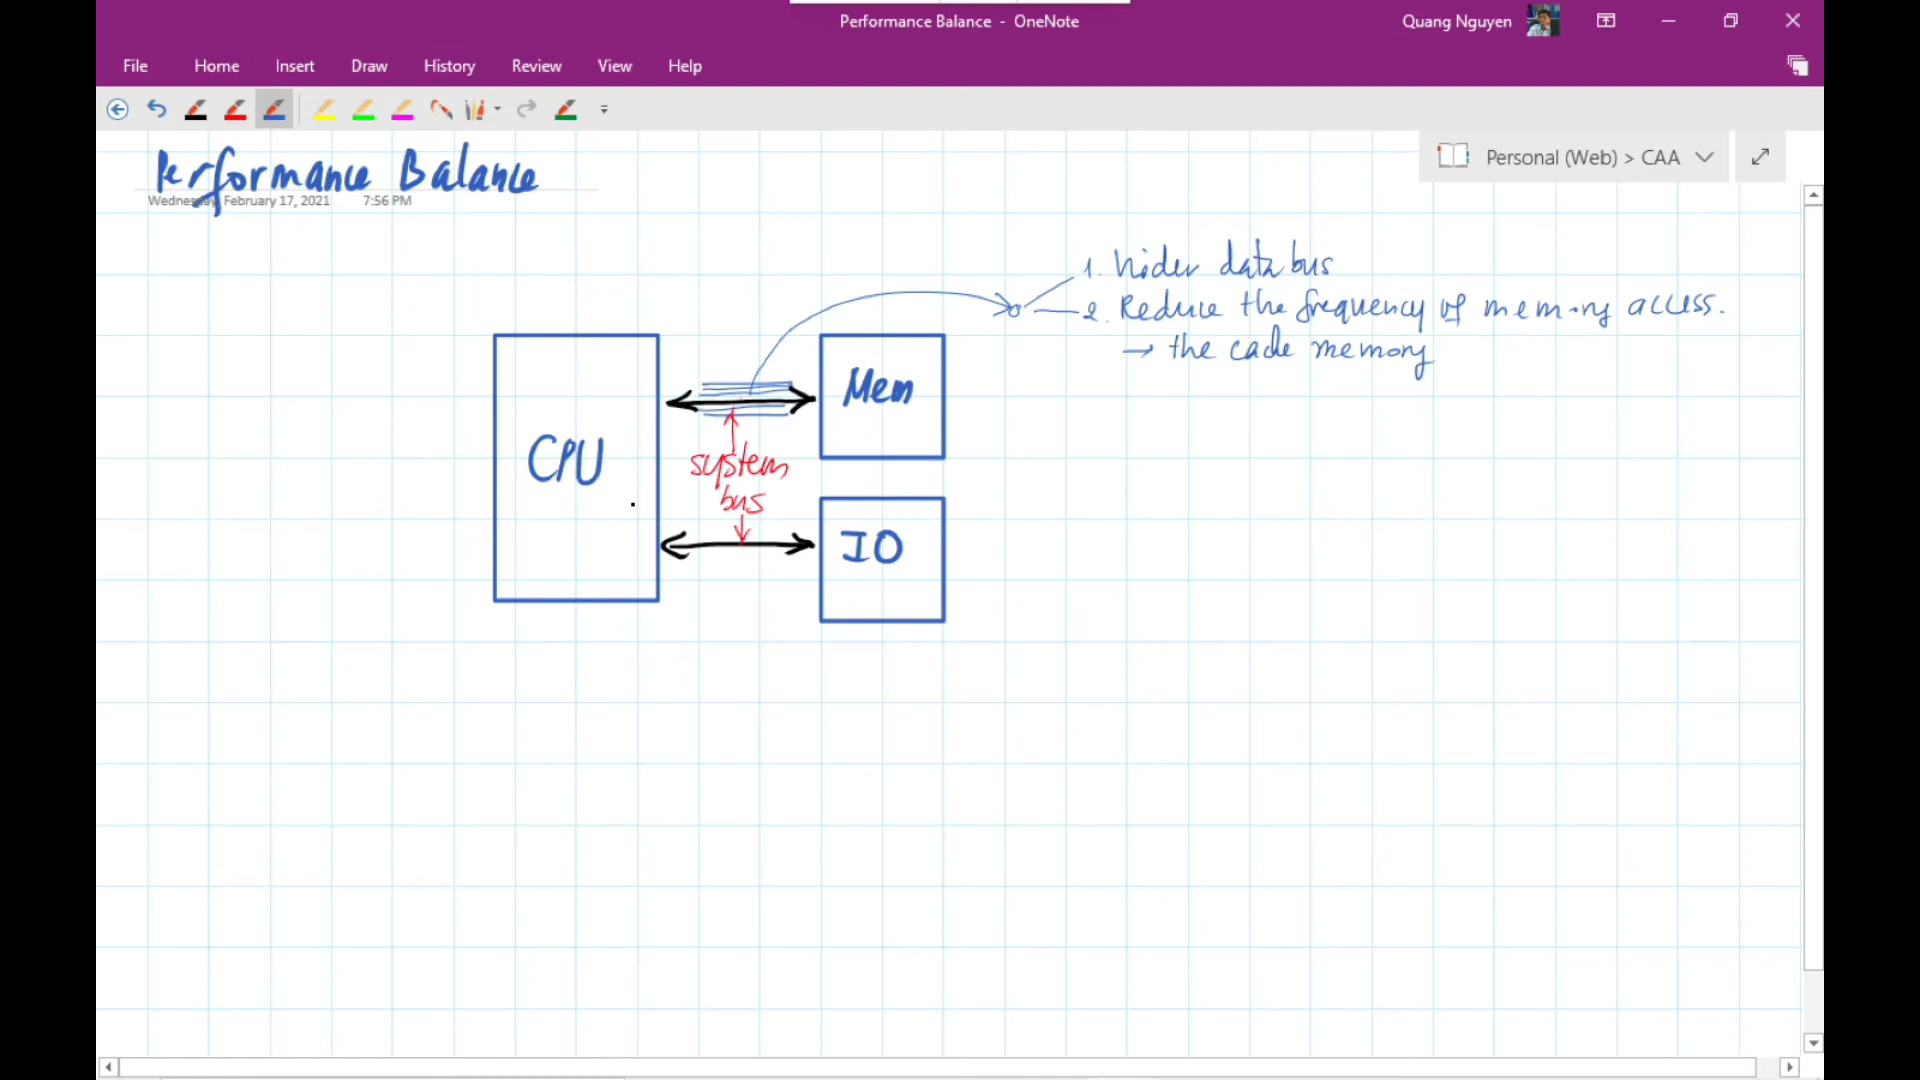 Performance Balance - OneNote
Quang Nguyen
File Home Insert Draw History Review View Help
Personal (Web) > CAA
Performance Balance
Wednesday, February 17, 2021 7:56 PM
1. Wider data bus
2. Reduce the frequency of memory access.
→ the cache memory
CPU
Mem
system
bus
IO